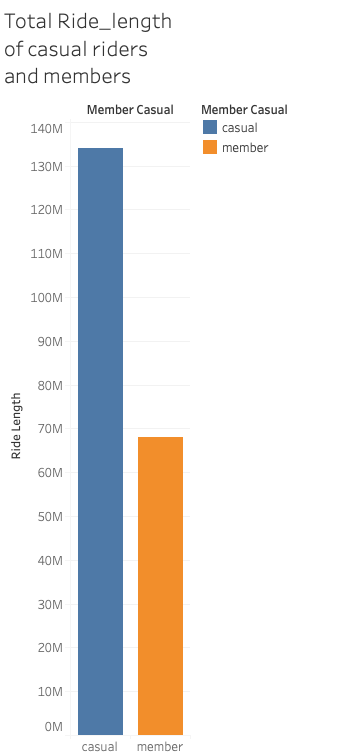 Total Ride_length
of casual riders
and members
Member Casual
Member Casual
casual
member
140M
130M
120M
110M
100M
90M
80M
70M
60M
50M
40M
30M
20M
10M
0M
Ride Length
casual
member